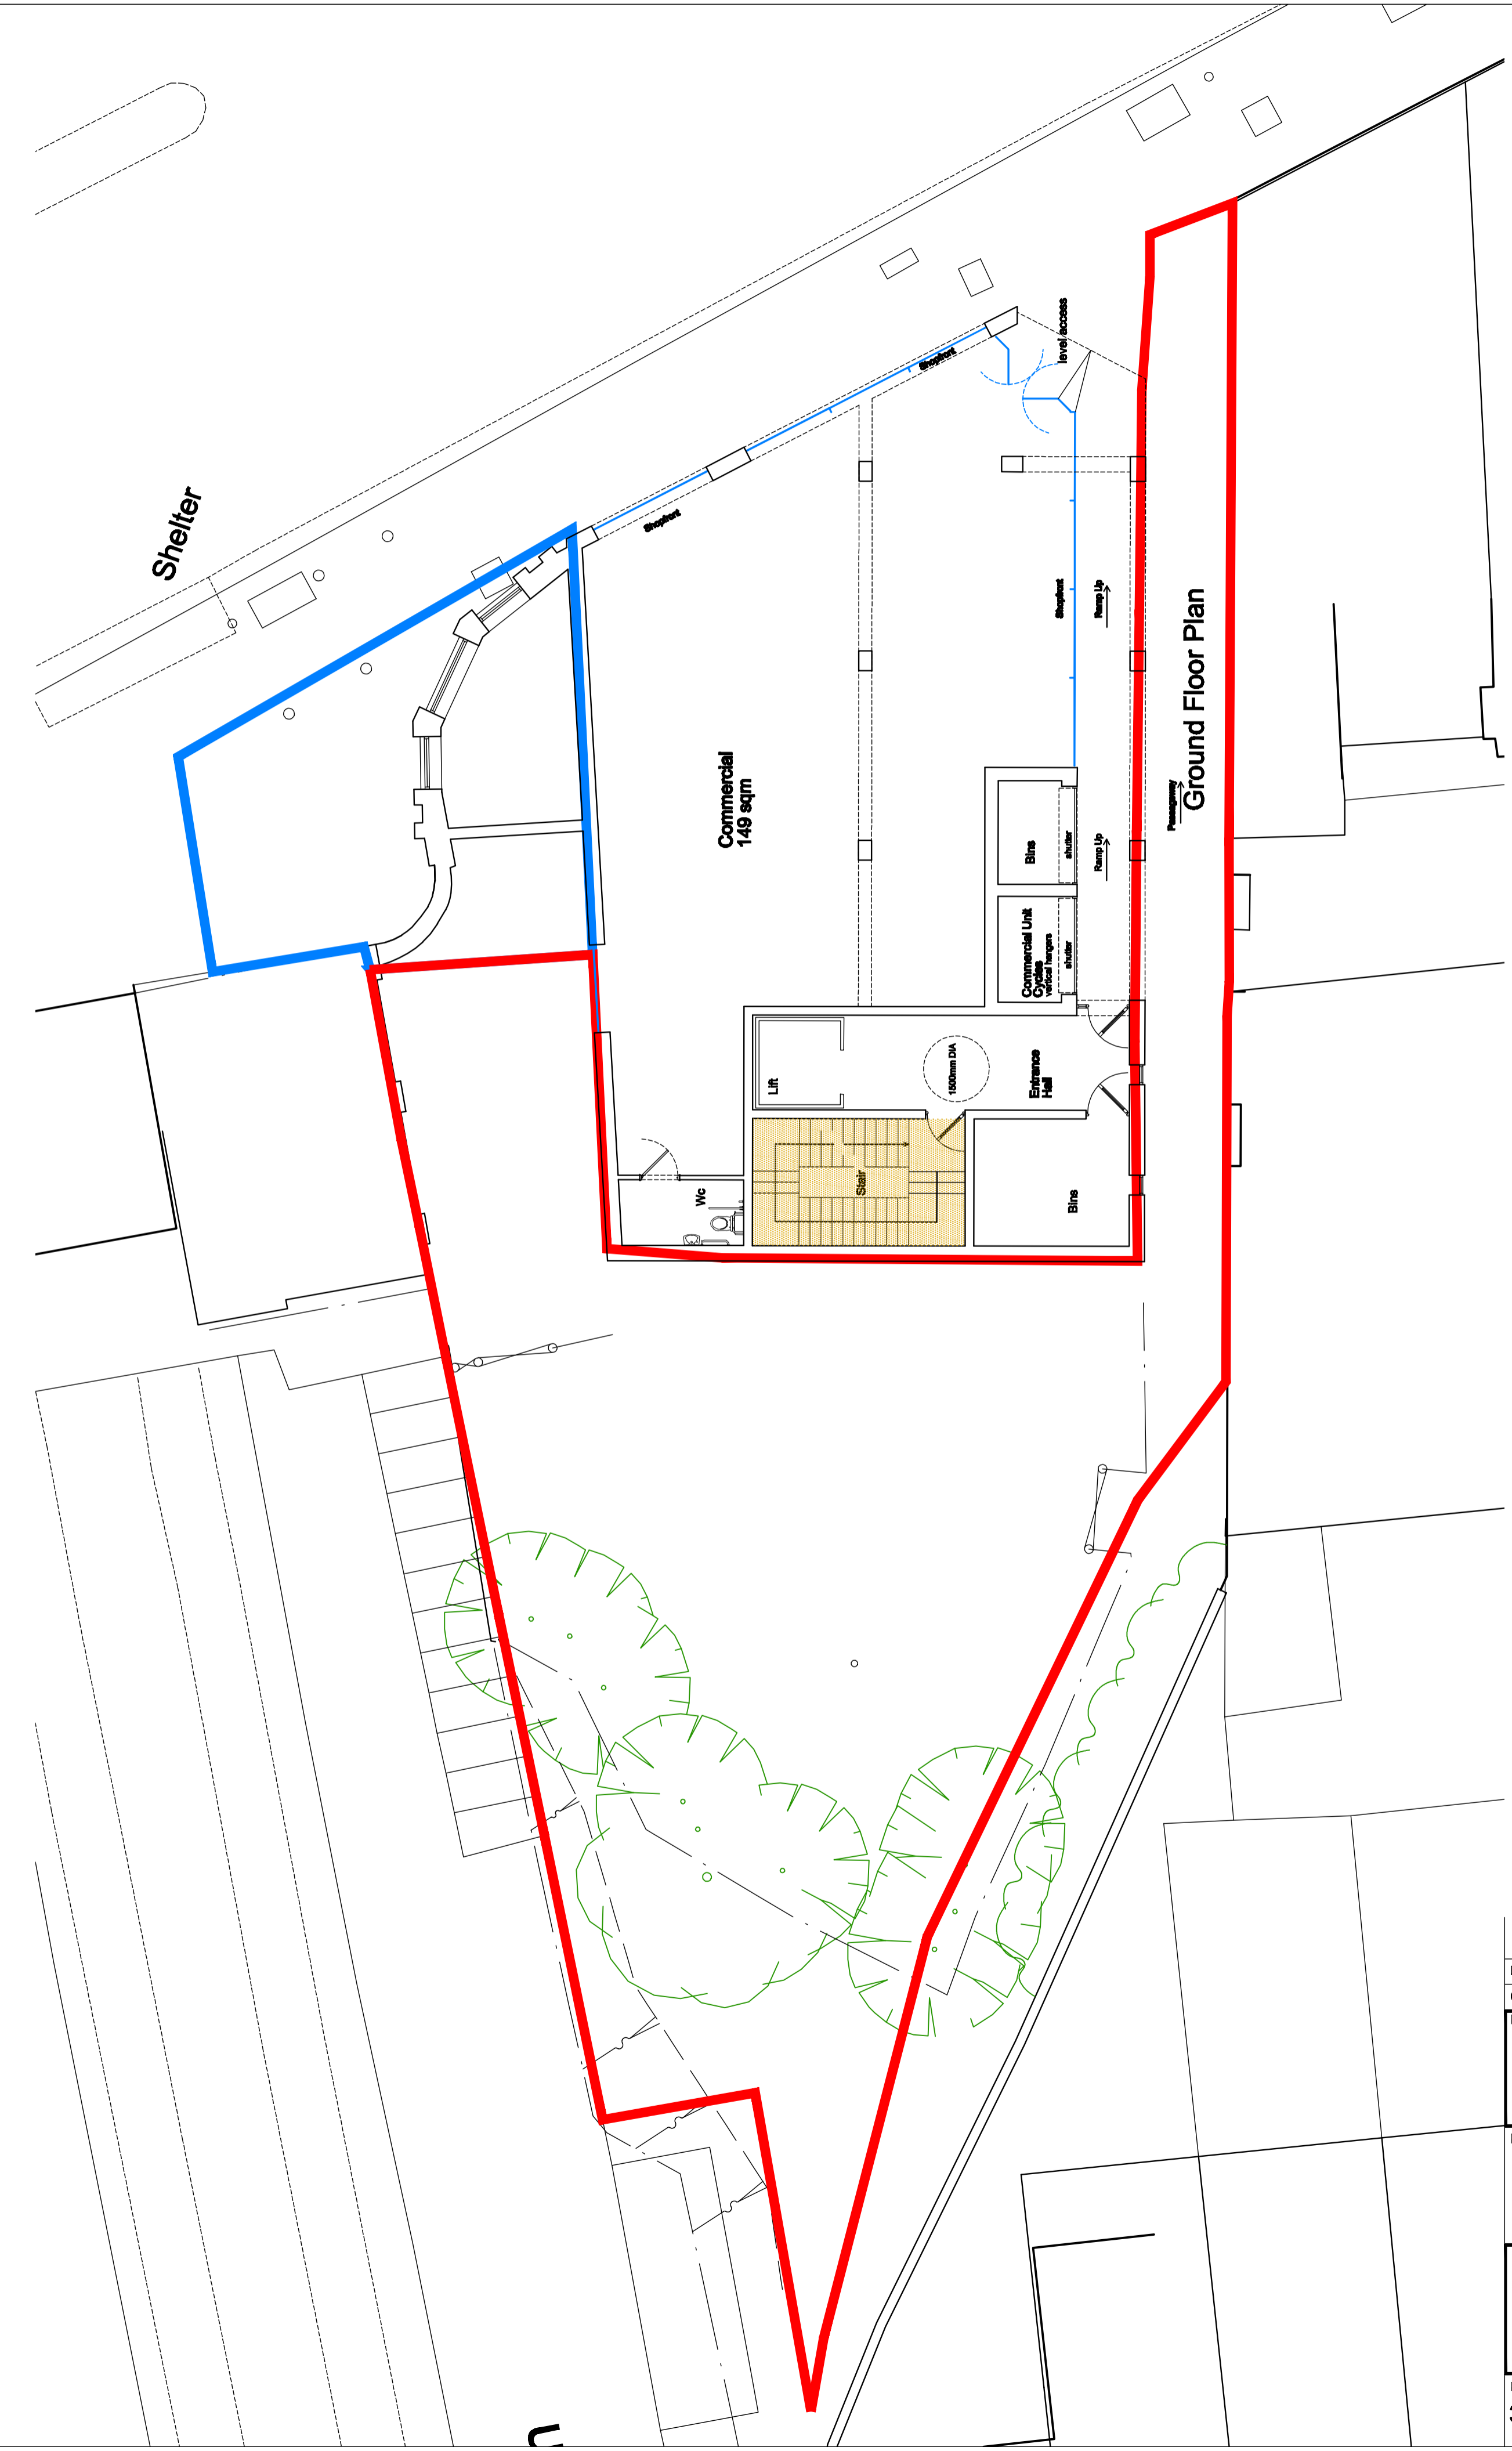 Shelter
level access
Shopfront
Shopfront
Shopfront
Ramp Up
Ground Floor Plan
Passageway
Commercial
149 sqm
Bins
shutter
Ramp Up
Commercial Unit
Cycles
vertical hangers
shutter
Lift
1500mm DIA
Entrance
Hall
Stair
Wc
Bins